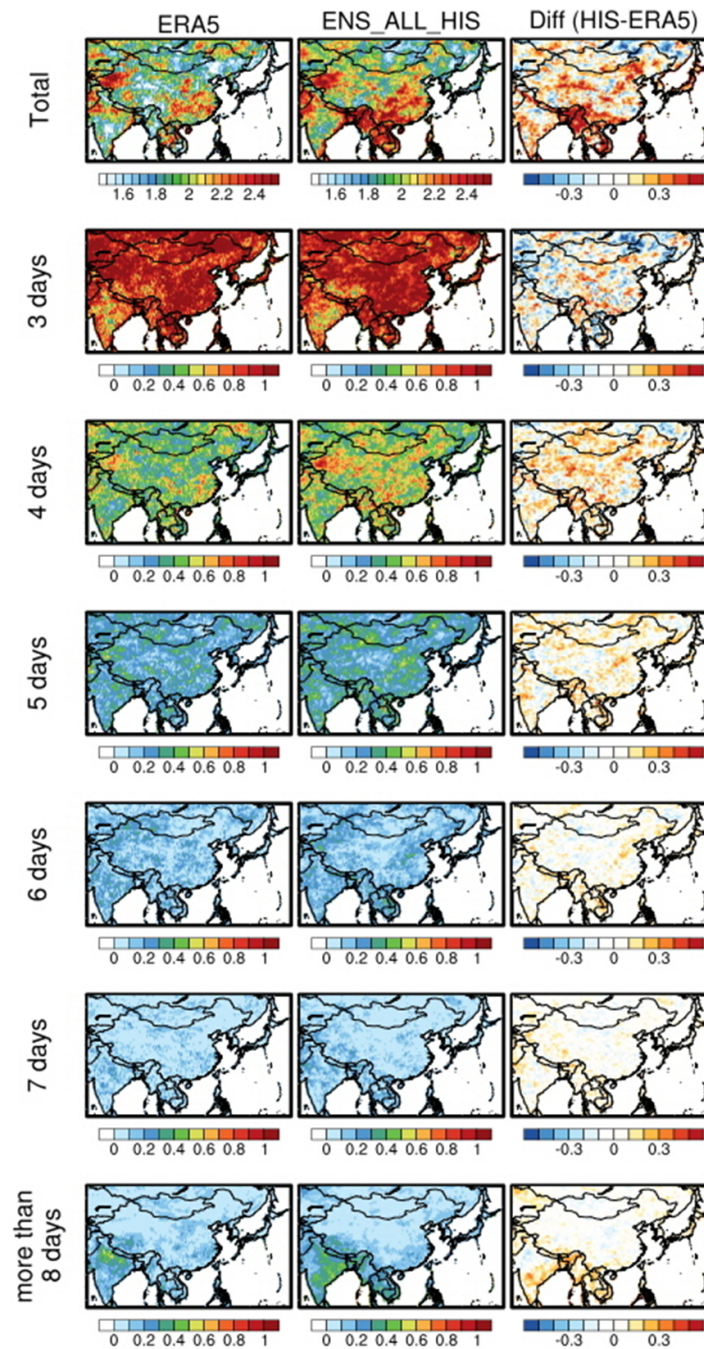 ERA5 ENS_ALL_HIS Diff (HIS-ERA5)
Total
1.6 1.8 2 2.2 2.4 1.6 1.8 2 2.2 2.4 -0.3 0 0.3
3 days
0 0.2 0.4 0.6 0.8 1 0 0.2 0.4 0.6 0.8 1 -0.3 0 0.3
4 days
0 0.2 0.4 0.6 0.8 1 0 0.2 0.4 0.6 0.8 1 -0.3 0 0.3
5 days
0 0.2 0.4 0.6 0.8 1 0 0.2 0.4 0.6 0.8 1 -0.3 0 0.3
6 days
0 0.2 0.4 0.6 0.8 1 0 0.2 0.4 0.6 0.8 1 -0.3 0 0.3
7 days
0 0.2 0.4 0.6 0.8 1 0 0.2 0.4 0.6 0.8 1 -0.3 0 0.3
more than
8 days
0 0.2 0.4 0.6 0.8 1 0 0.2 0.4 0.6 0.8 1 -0.3 0 0.3